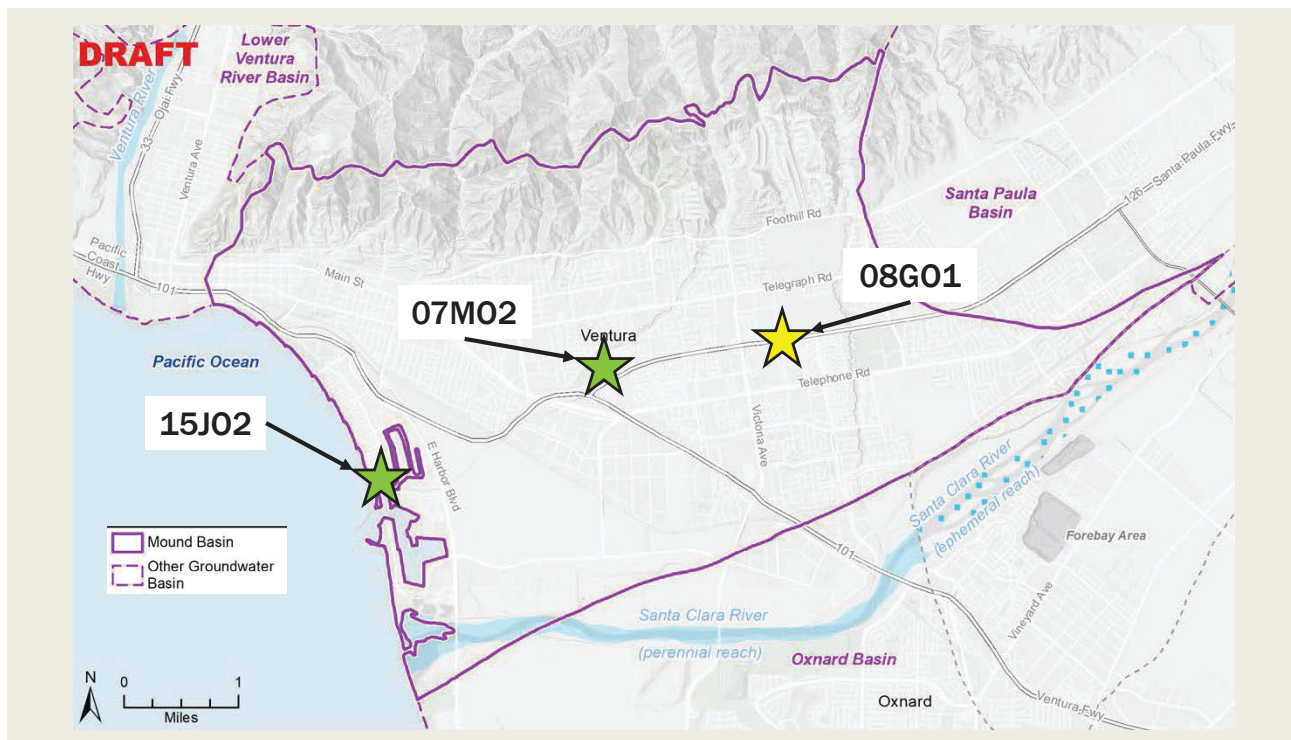 DRAFT
Lower
Ventura
River Basin
Ventura River
33
Ojai Fwy
Ventura Ave
Santa Paula
Basin
126
Santa Paula Fwy
Foothill Rd
Pacific
Coast
Hwy
101
Main St
Telegraph Rd
08G01
07M02
Ventura
Pacific Ocean
Telephone Rd
15J02
Victoria Ave
E Harbor Blvd
Santa Clara River
(ephemeral reach)
Forebay Area
Mound Basin
Other Groundwater
Basin
101
Vineyard Ave
Santa Clara River
(perennial reach)
Oxnard Basin
N
0
1
Miles
Oxnard
Ventura Fwy